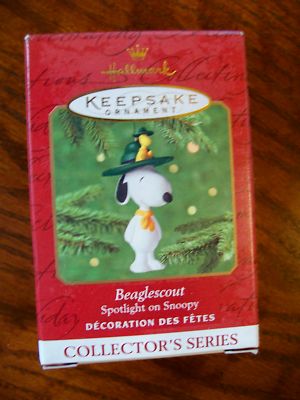 Hallmark
KEEPSAKE
ORNAMENT
Beaglescout
Spotlight on Snoopy
DÉCORATION DES FÊTES
COLLECTOR'S SERIES